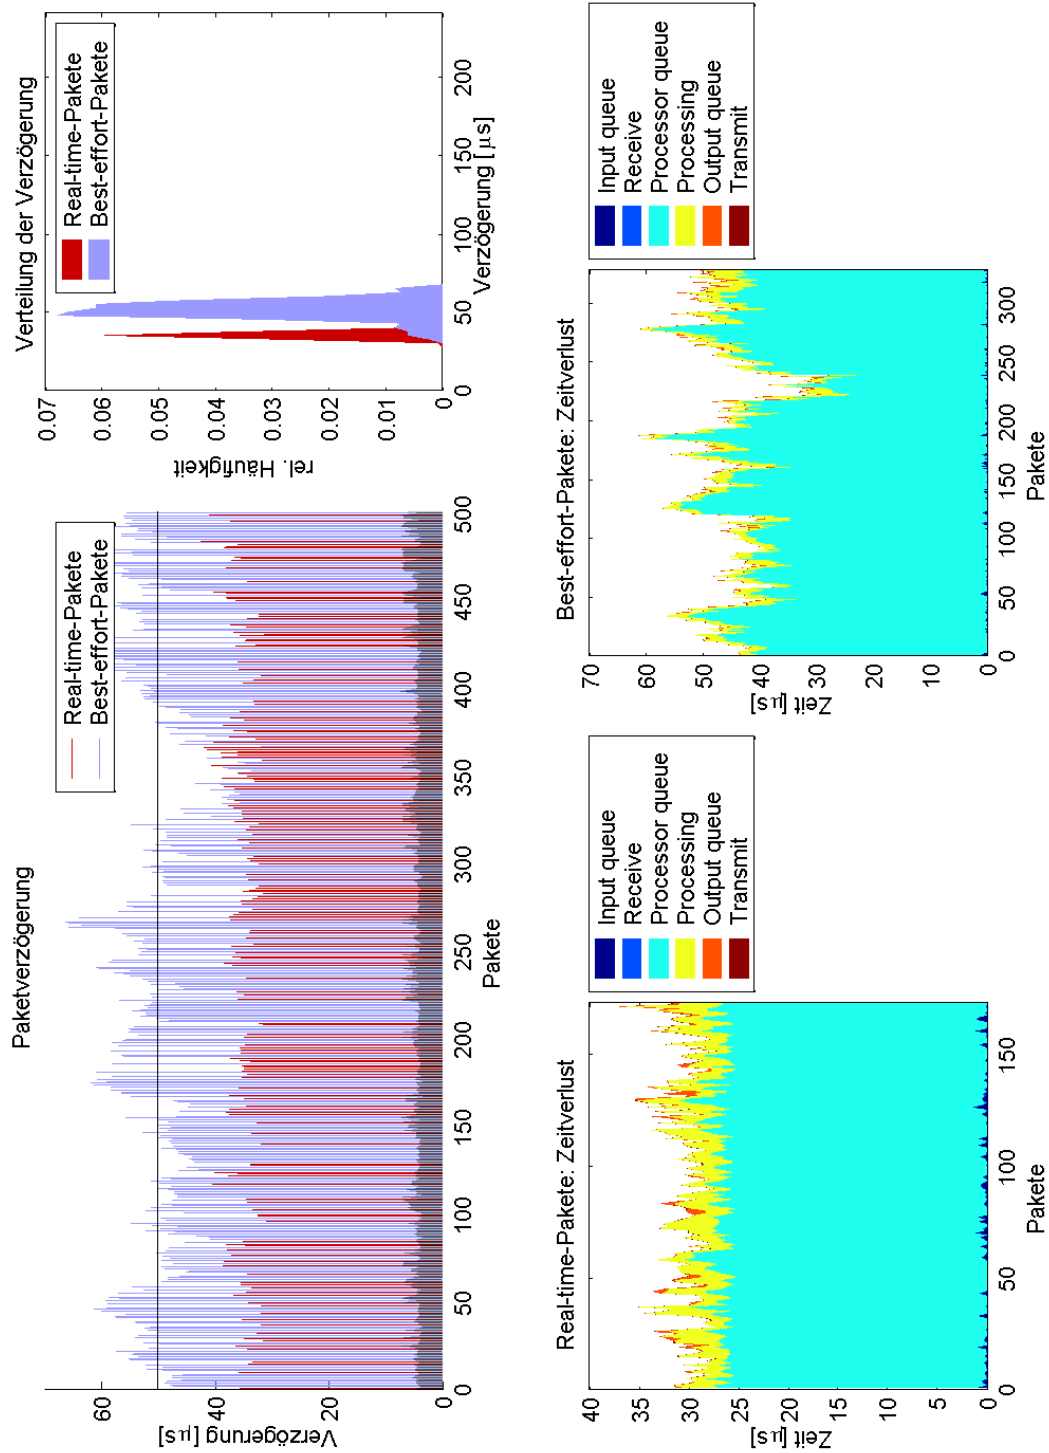 Paketverzögerung
Real-time-Pakete
Best-effort-Pakete
Verzögerung [µs]
60
40
20
0
0
50
100
150
200
250
300
350
400
450
500
Pakete
Verteilung der Verzögerung
Real-time-Pakete
Best-effort-Pakete
rel. Häufigkeit
0.07
0.06
0.05
0.04
0.03
0.02
0.01
0
0
50
100
150
200
Verzögerung [µs]
Real-time-Pakete: Zeitverlust
Zeit [µs]
40
35
30
25
20
15
10
5
0
0
50
100
150
Pakete
Input queue
Receive
Processor queue
Processing
Output queue
Transmit
Best-effort-Pakete: Zeitverlust
Zeit [µs]
70
60
50
40
30
20
10
0
0
50
100
150
200
250
300
Pakete
Input queue
Receive
Processor queue
Processing
Output queue
Transmit